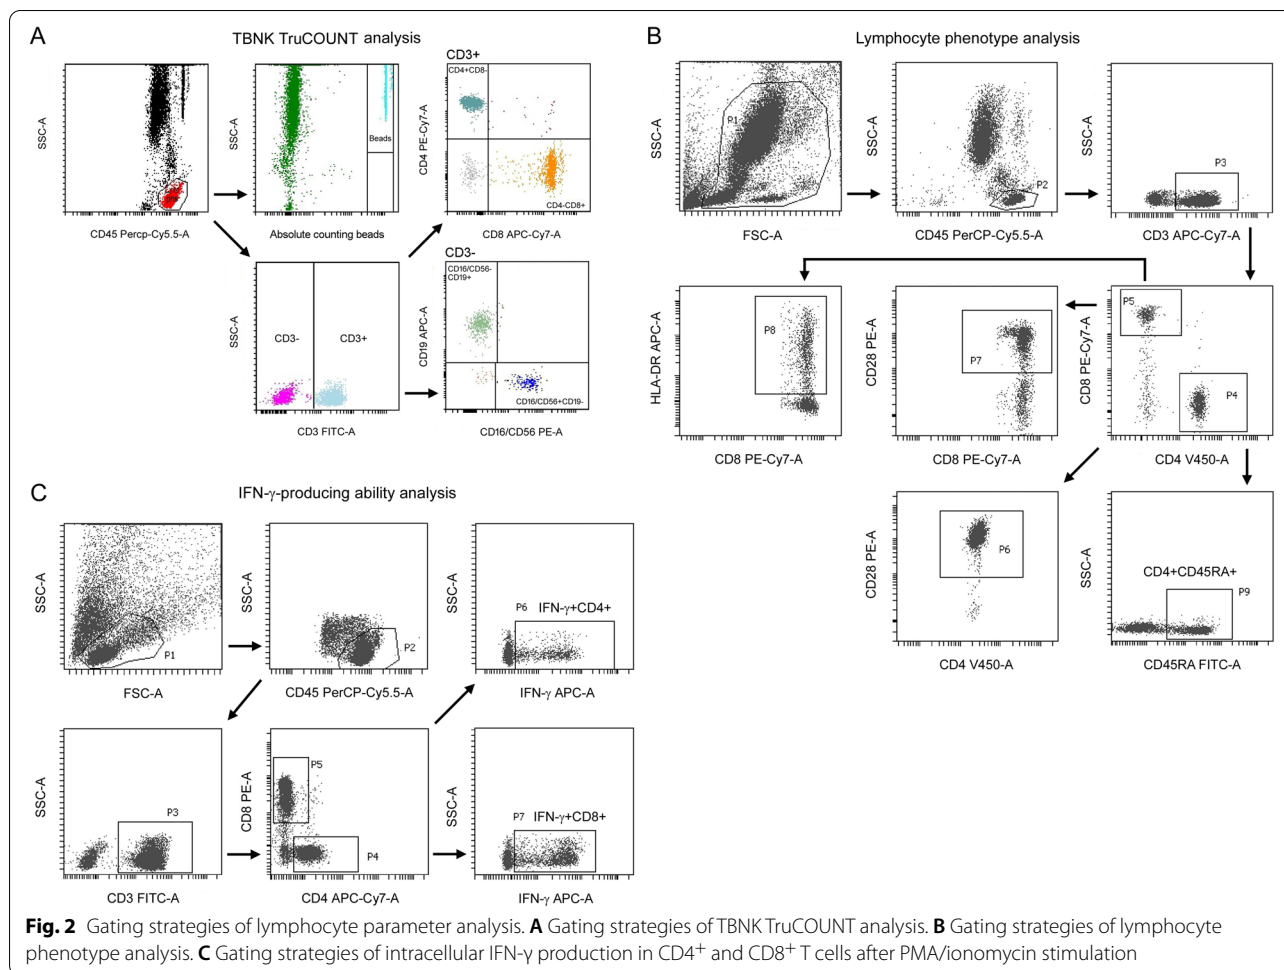 A
TBNK TruCOUNT analysis
SSC-A
CD45 Percp-Cy5.5-A
SSC-A
Beads
Absolute counting beads
CD3+
CD4+CD8-
CD4 PE-Cy7-A
CD4-CD8+
CD8 APC-Cy7-A
SSC-A
CD3-
CD3+
CD3 FITC-A
CD3-
CD16/CD56-
CD19+
CD19 APC-A
CD16/CD56+CD19-
CD16/CD56 PE-A
B
Lymphocyte phenotype analysis
SSC-A
P1
FSC-A
SSC-A
P2
CD45 PerCP-Cy5.5-A
SSC-A
P3
CD3 APC-Cy7-A
HLA-DR APC-A
P8
CD8 PE-Cy7-A
CD28 PE-A
P7
CD8 PE-Cy7-A
CD8 PE-Cy7-A
P5
P4
CD4 V450-A
CD28 PE-A
P6
CD4 V450-A
SSC-A
CD4+CD45RA+
P9
CD45RA FITC-A
C
IFN-γ-producing ability analysis
SSC-A
P1
FSC-A
SSC-A
P2
CD45 PerCP-Cy5.5-A
SSC-A
P6 IFN-γ+CD4+
IFN-γ APC-A
SSC-A
P3
CD3 FITC-A
CD8 PE-A
P5
P4
CD4 APC-Cy7-A
SSC-A
P7 IFN-γ+CD8+
IFN-γ APC-A
Fig. 2 Gating strategies of lymphocyte parameter analysis. A Gating strategies of TBNK TruCOUNT analysis. B Gating strategies of lymphocyte
phenotype analysis. C Gating strategies of intracellular IFN-γ production in CD4+ and CD8+ T cells after PMA/ionomycin stimulation